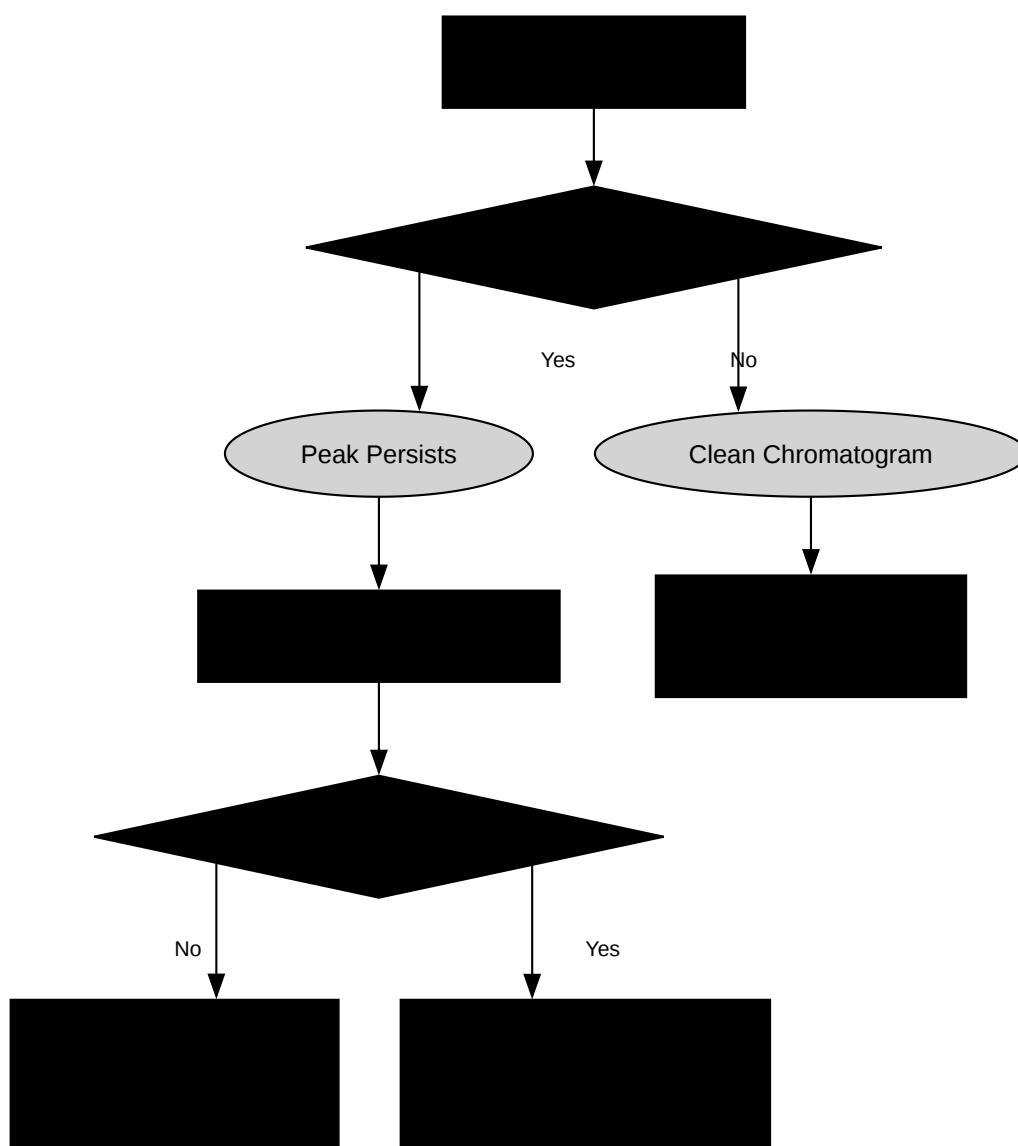 Yes
No
Peak Persists
Clean Chromatogram
No
Yes